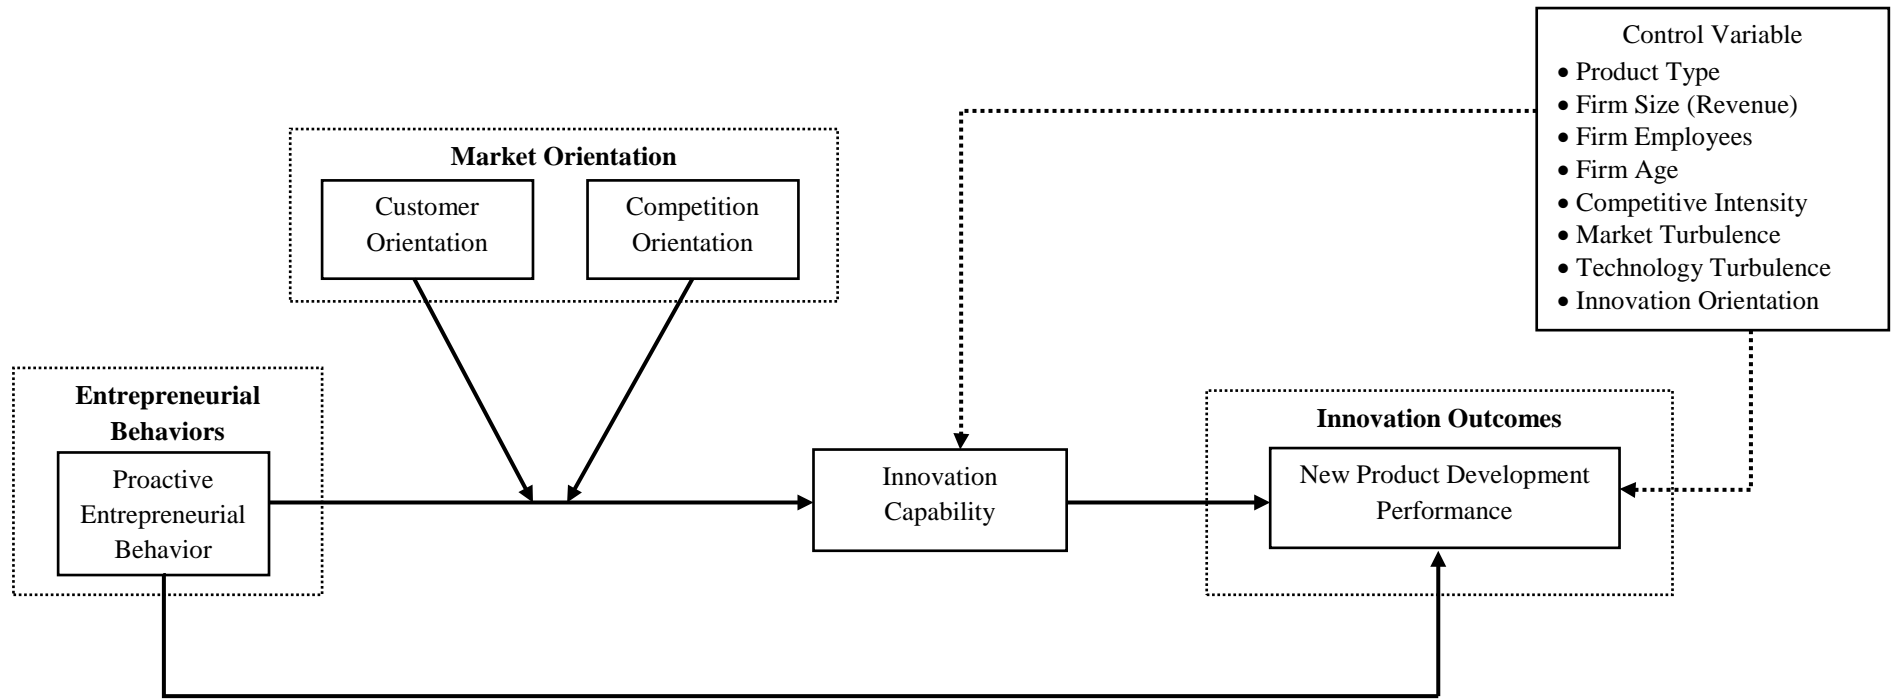 Control Variable
• Product Type
• Firm Size (Revenue)
• Firm Employees
• Firm Age
• Competitive Intensity
• Market Turbulence
• Technology Turbulence
• Innovation Orientation
Market Orientation
Customer
Orientation
Competition
Orientation
Entrepreneurial
Behaviors
Proactive
Entrepreneurial
Behavior
Innovation
Capability
Innovation Outcomes
New Product Development
Performance